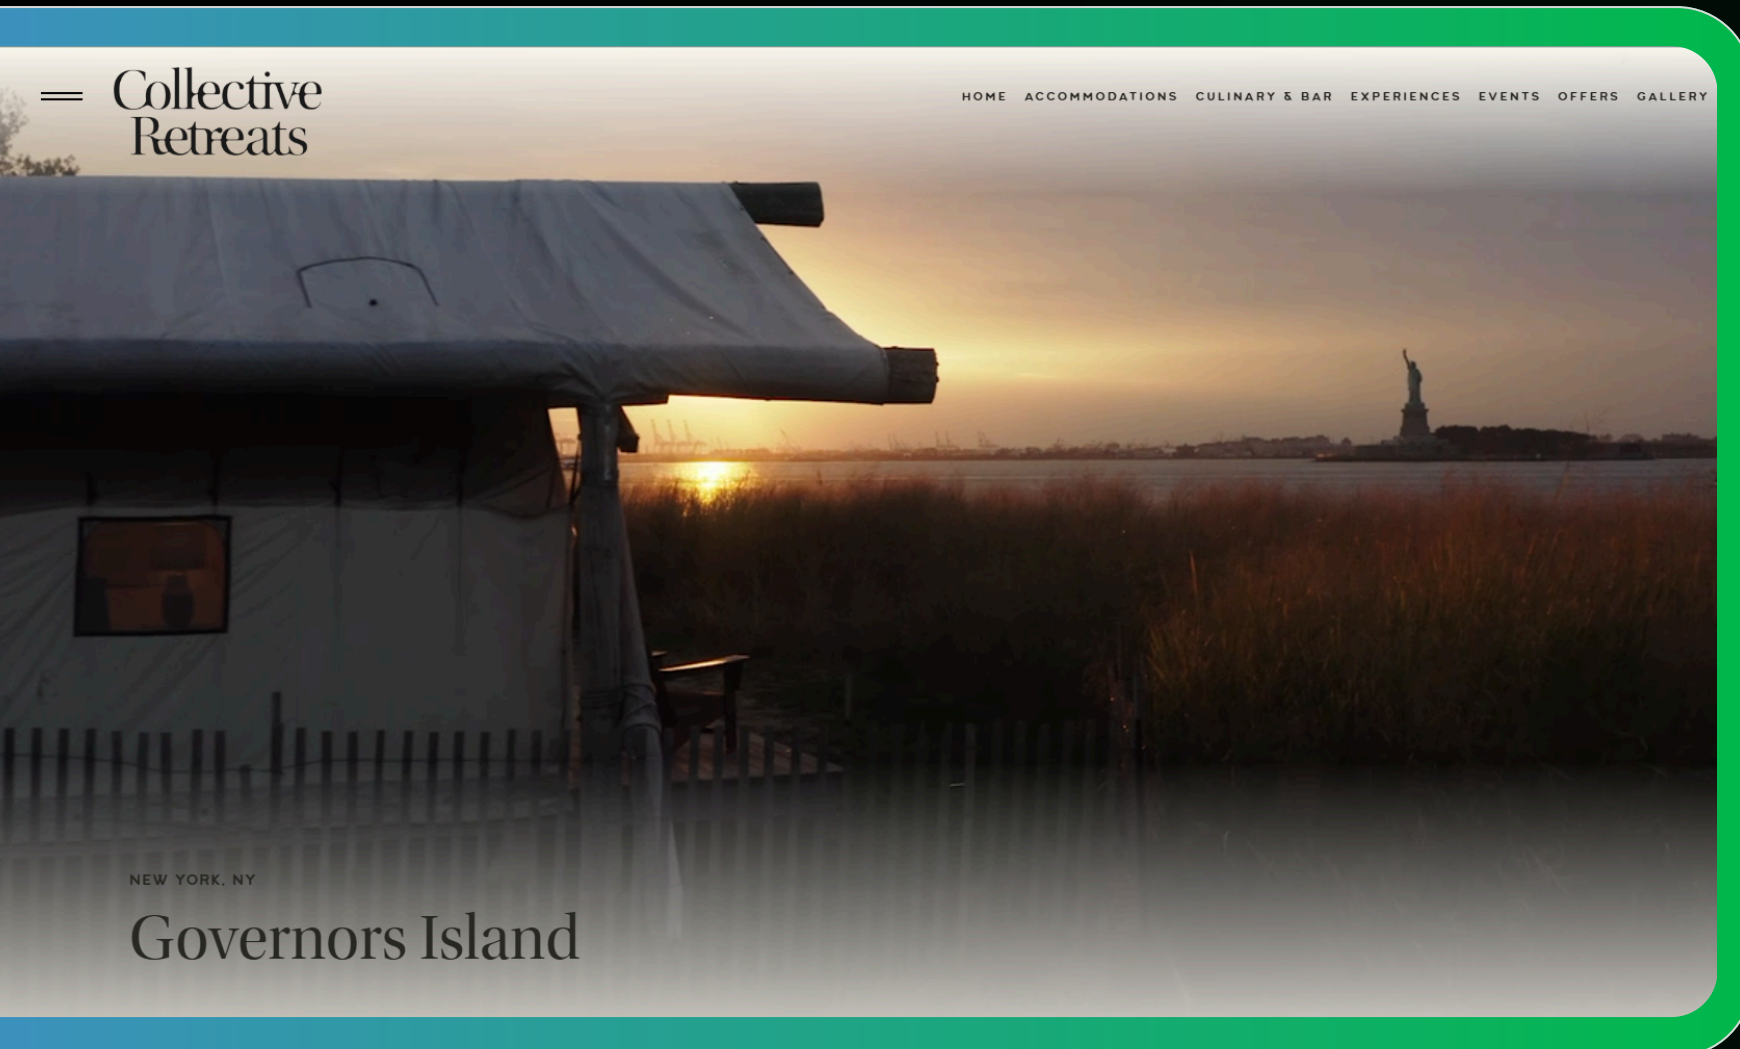 Collective
Retreats
HOME ACCOMMODATIONS CULINARY & BAR EXPERIENCES EVENTS OFFERS GALLERY
NEW YORK, NY
Governors Island